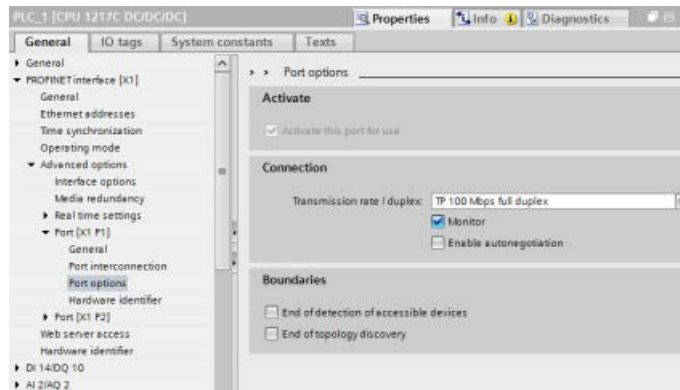 PLC_1 [CPU 1217C DC/DC/DC]
Properties
Info
Diagnostics
General
IO tags
System constants
Texts
General
PROFINET interface [X1]
General
Ethernet addresses
Time synchronization
Operating mode
Advanced options
Interface options
Media redundancy
Real time settings
Port [X1 P1]
General
Port interconnection
Port options
Hardware identifier
Port [X1 P2]
Web server access
Hardware identifier
DI 14/DQ 10
AI 2/AQ 2
> > Port options
Activate
Activate this port for use
Connection
Transmission rate / duplex: TP 100 Mbps full duplex
Monitor
Enable autonegotiation
Boundaries
End of detection of accessible devices
End of topology discovery